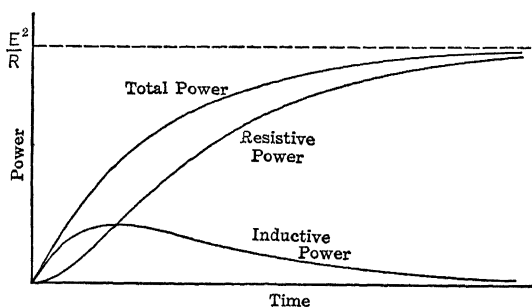 E²
R
Total Power
Resistive
Power
Power
Inductive
Power
Time